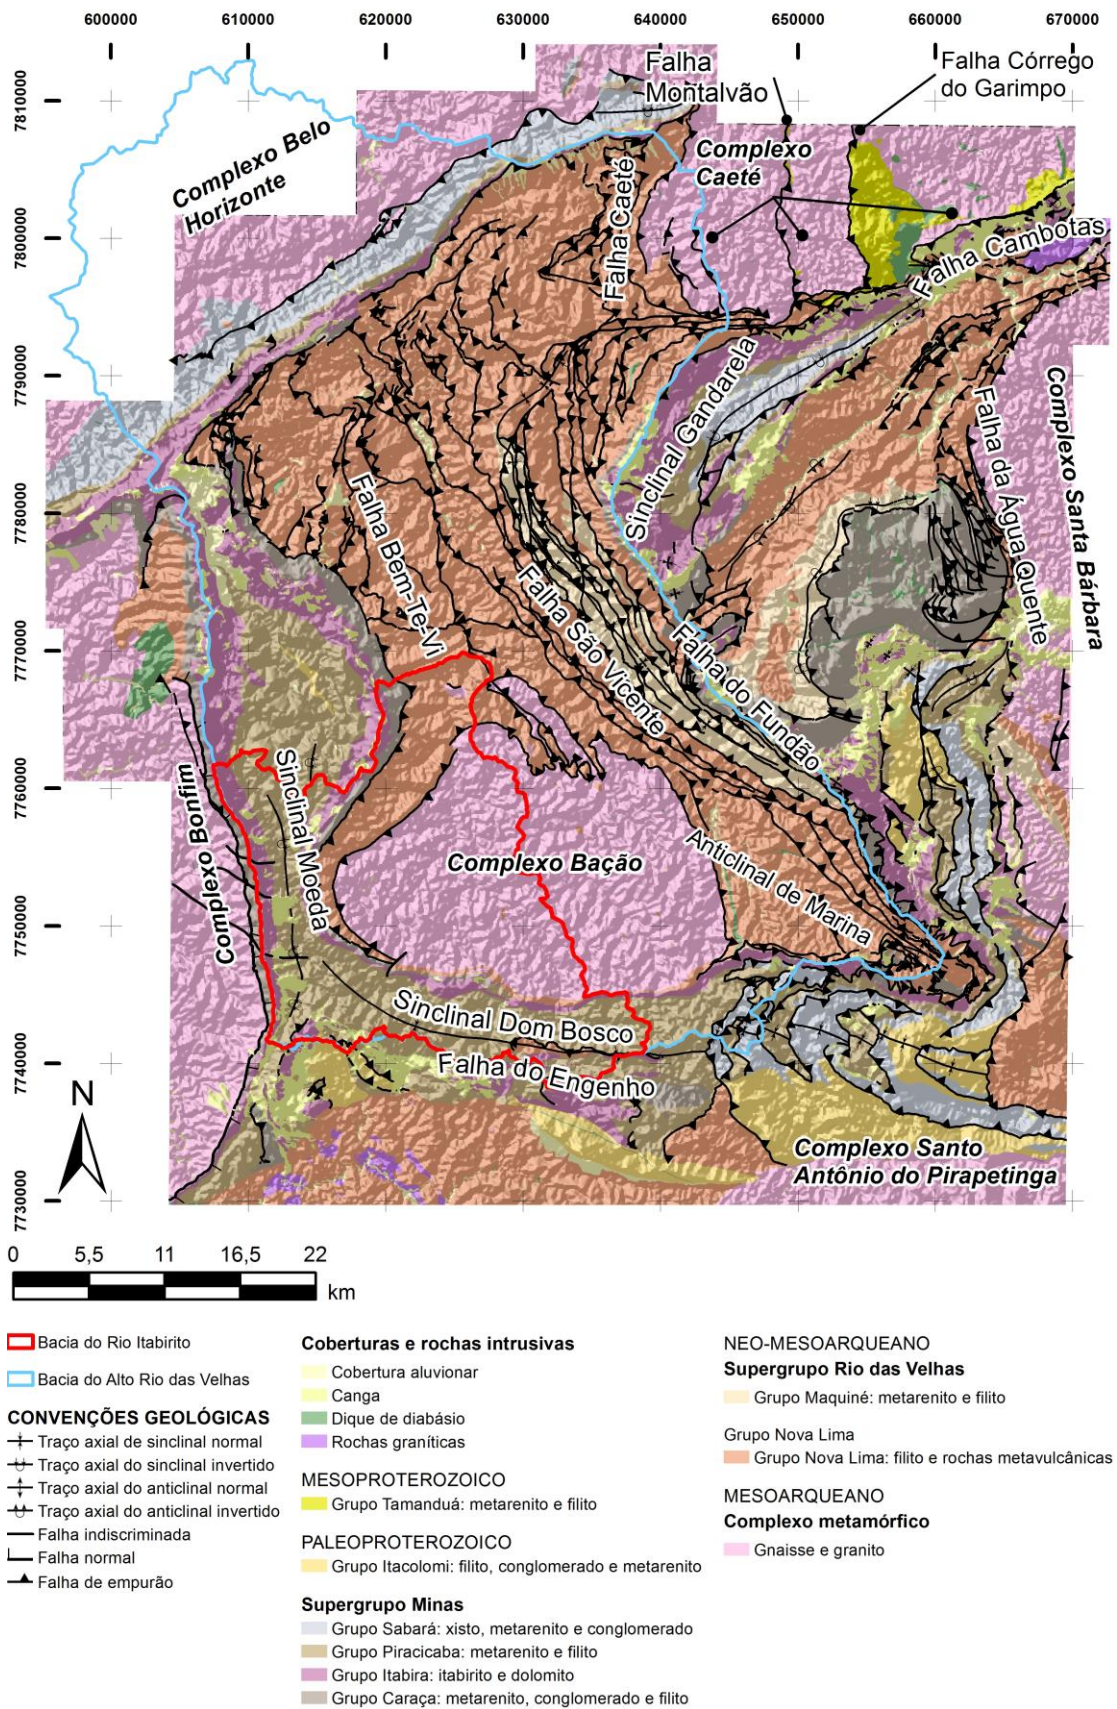 600000 610000 620000 630000 640000 650000 660000 670000
7810000
7800000
7790000
7780000
7770000
7760000
7750000
7740000
7730000
Falha
Montalvão
Falha Córrego
do Garimpo
Complexo Belo
Horizonte
Complexo
Caeté
Falha Caeté
Falha Cambotas
Sinclinal Gandarela
Complexo Santa Bárbara
Falha da Água Quente
Falha Bem-Te-Vi
Falha São Vicente
Falha do Fundão
Sinclinal Moeda
Complexo Bonfim
Complexo Bação
Anticlinal de Marina
Sinclinal Dom Bosco
Falha do Engenho
Complexo Santo
Antônio do Pirapetinga
N
0 5,5 11 16,5 22
km
Bacia do Rio Itabirito
Bacia do Alto Rio das Velhas
CONVENÇÕES GEOLÓGICAS
Traço axial de sinclinal normal
Traço axial do sinclinal invertido
Traço axial do anticlinal normal
Traço axial do anticlinal invertido
Falha indiscriminada
Falha normal
Falha de empurão
Coberturas e rochas intrusivas
Cobertura aluvionar
Canga
Dique de diabásio
Rochas graníticas
MESOPROTEROZOICO
Grupo Tamanduá: metarenito e filito
PALEOPROTEROZOICO
Grupo Itacolomi: filito, conglomerado e metarenito
Supergrupo Minas
Grupo Sabará: xisto, metarenito e conglomerado
Grupo Piracicaba: metarenito e filito
Grupo Itabira: itabirito e dolomito
Grupo Caraça: metarenito, conglomerado e filito
NEO-MESOARQUEANO
Supergrupo Rio das Velhas
Grupo Maquiné: metarenito e filito
Grupo Nova Lima
Grupo Nova Lima: filito e rochas metavulcânicas
MESOARQUEANO
Complexo metamórfico
Gnaisse e granito